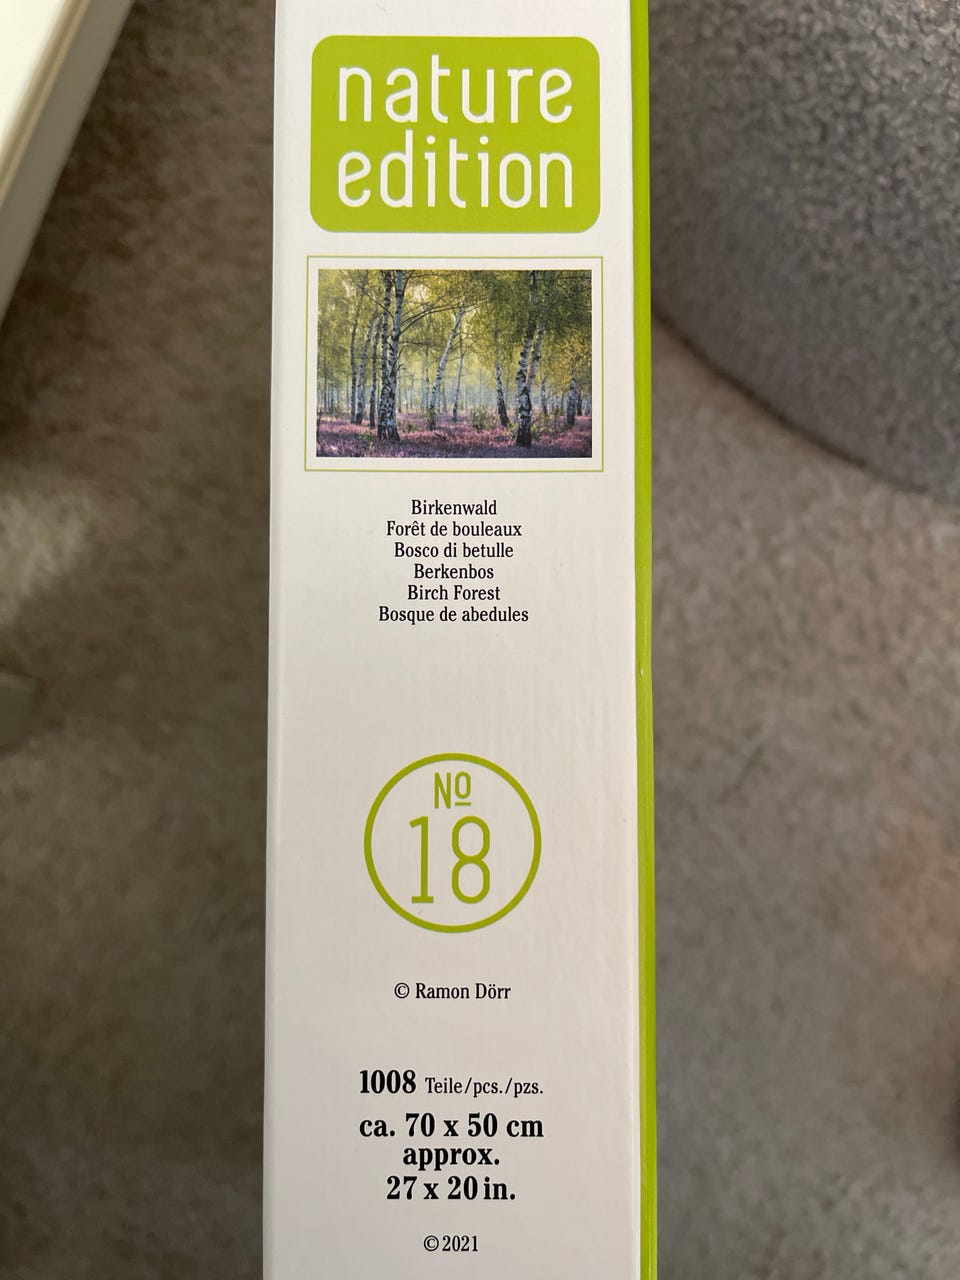 nature
edition
Birkenwald
Forêt de bouleaux
Bosco di betulle
Berkenbos
Birch Forest
Bosque de abedules
Nº
18
© Ramon Dörr
1008 Teile/pcs./pzs.
ca. 70 x 50 cm
approx.
27 x 20 in.
©2021